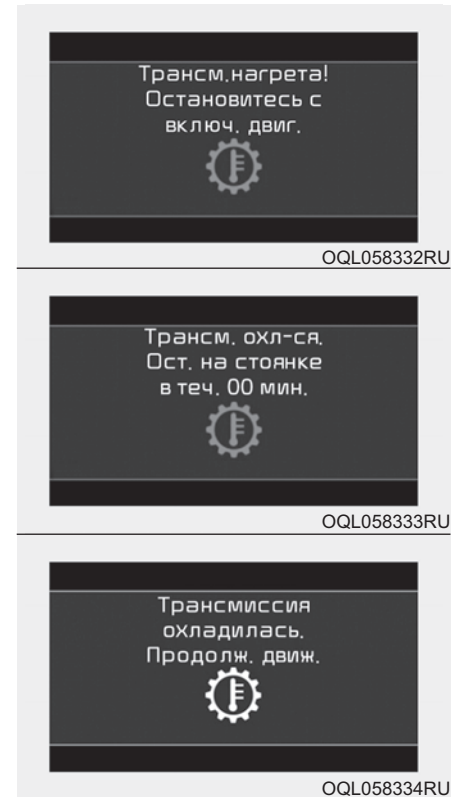 Трансм.нагрета!
Остановитесь с
включ. двиг.
OQL058332RU
Трансм. охл-ся.
Ост. на стоянке
в теч. 00 мин.
OQL058333RU
Трансмиссия
охладилась.
Продолж. движ.
OQL058334RU